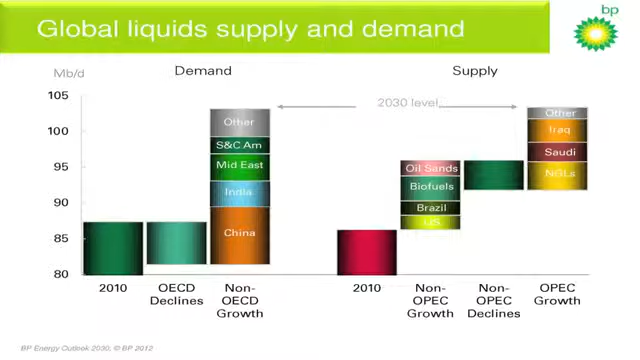 Global liquids supply and demand
bp
Mb/d
Demand
Supply
105
100
95
90
85
80
2030 level
Other
S&C.Am
Mid East
India
China
Oil Sands
Biofuels
Brazil
US
Other
Iraq
Saudi
NGLs
2010
OECD
Declines
Non-
OECD
Growth
2010
Non-
OPEC
Growth
Non-
OPEC
Declines
OPEC
Growth
BP Energy Outlook 2030, © BP 2012